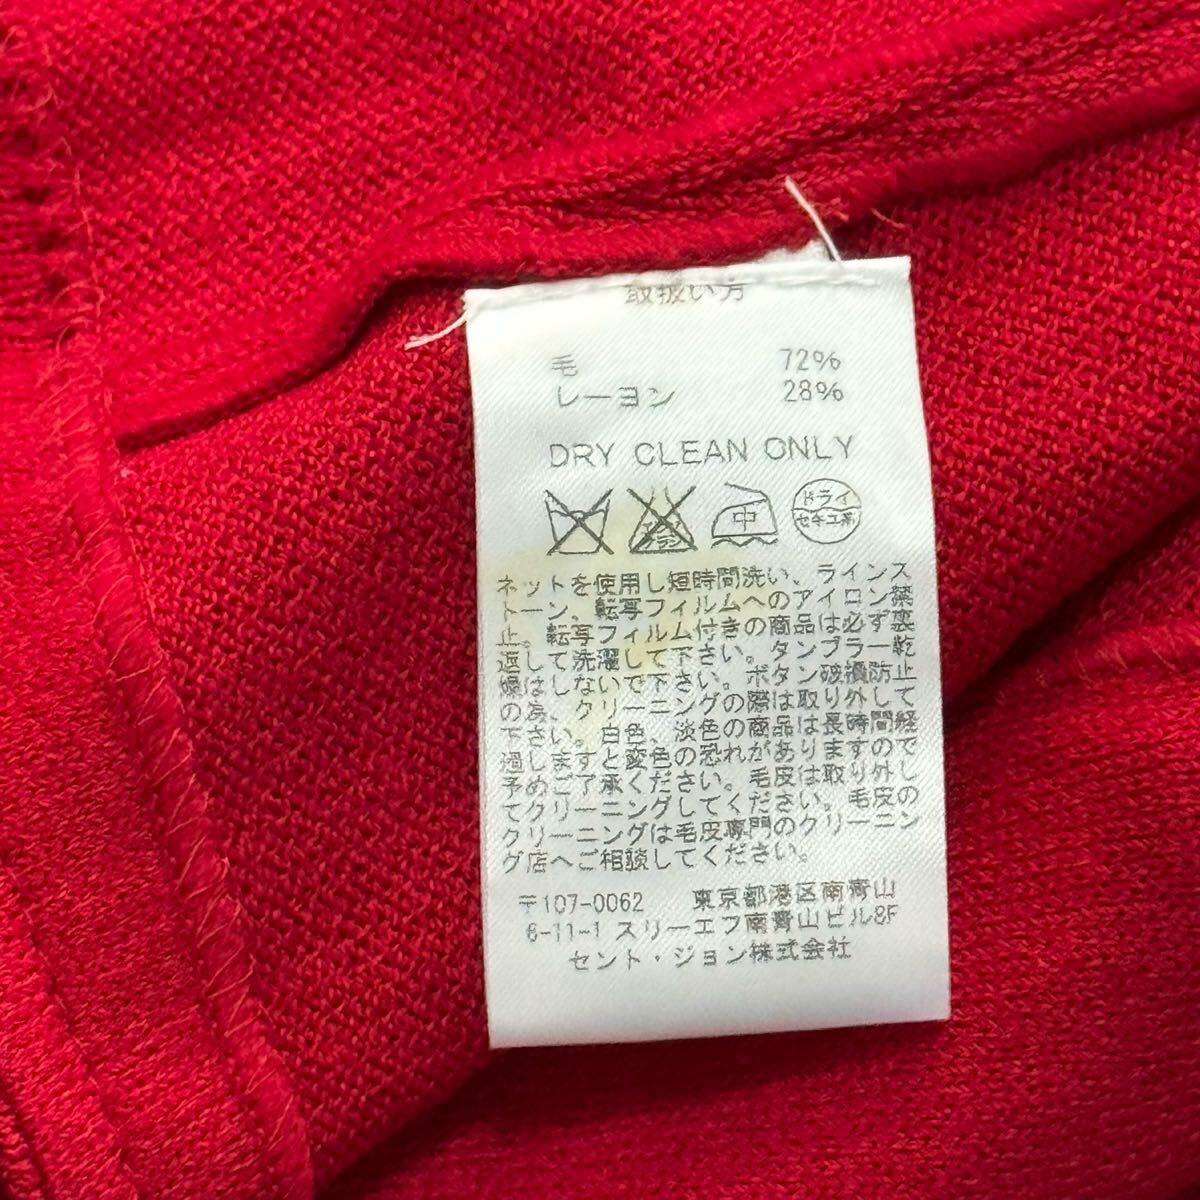 取扱い方
毛 72%
レーヨン 28%
DRY CLEAN ONLY
エンソ サラシ 中 ドライ
セキユ系
ネットを使用し短時間洗い、ラインス
トーン、転写フィルムへのアイロン禁
止。転写フィルム付きの商品は必ず裏
返して洗濯して下さい。タンブラー乾
燥はしないで下さい。ボタン破損防止
の為、クリーニングの際は取り外して
下さい。白色、淡色の商品は長時間経
過しますと変色の恐れがありますので
予めご了承ください。毛皮は取り外し
てクリーニングしてください。毛皮の
クリーニングは毛皮専門のクリーニン
グ店へご相談してください。
〒107-0062 東京都港区南青山
6-11-1 スリーエフ南青山ビル8F
セント・ジョン株式会社